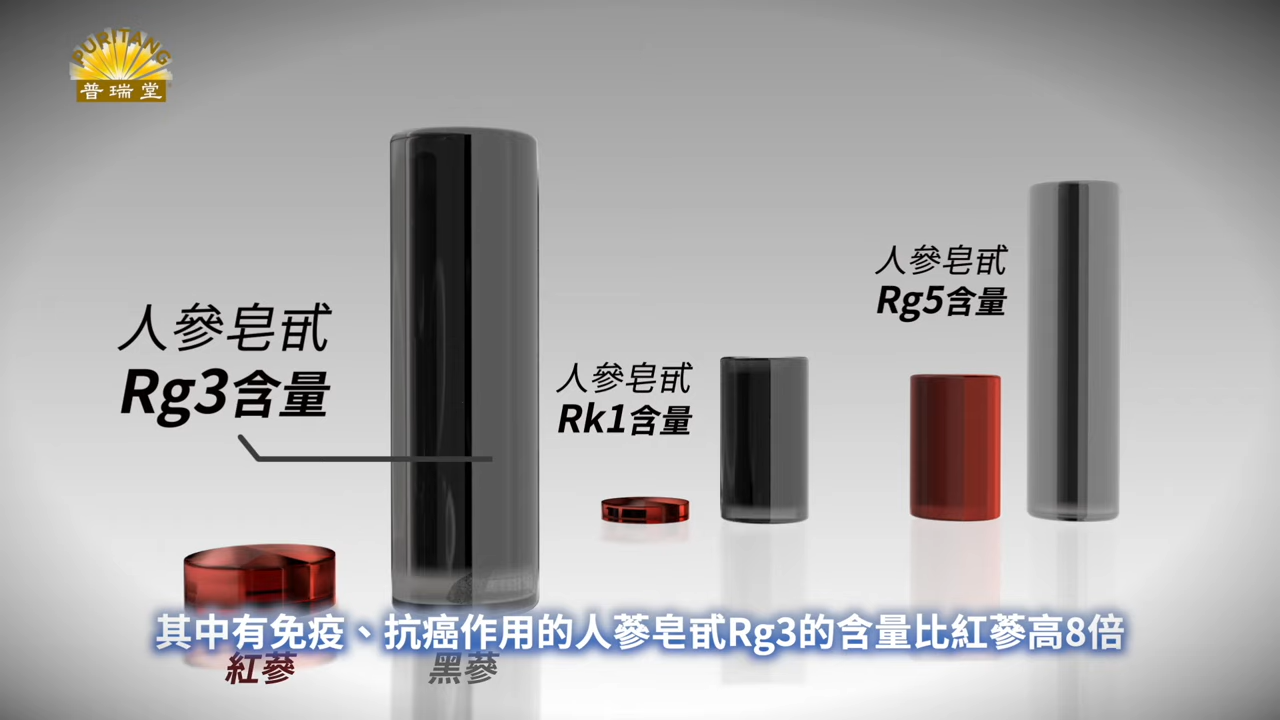 PURITANG
普瑞堂
人參皂甙
Rg3含量
人參皂甙
Rk1含量
人參皂甙
Rg5含量
其中有免疫、抗癌作用的人蔘皂甙Rg3的含量比紅蔘高8倍
紅蔘
黑蔘